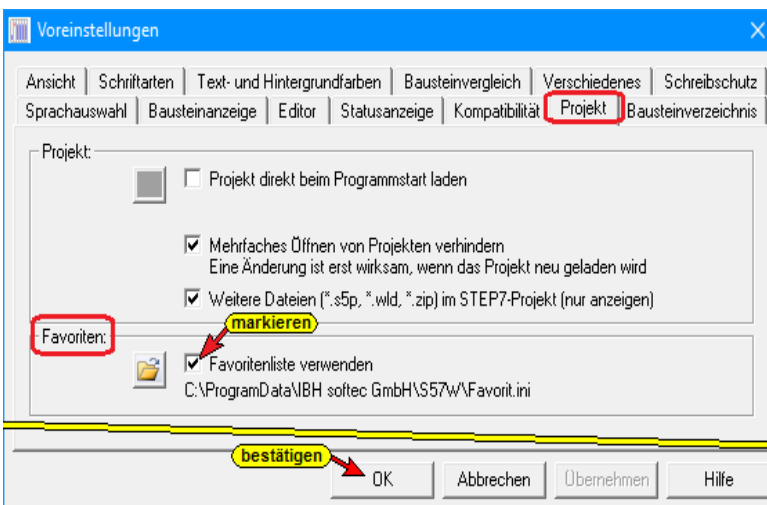 Voreinstellungen
Ansicht
Schriftarten
Text- und Hintergrundfarben
Bausteinvergleich
Verschiedenes
Schreibschutz
Sprachauswahl
Bausteinanzeige
Editor
Statusanzeige
Kompatibilität
Projekt
Bausteinverzeichnis
Projekt:
Projekt direkt beim Programmstart laden
Mehrfaches Öffnen von Projekten verhindern
Eine Änderung ist erst wirksam, wenn das Projekt neu geladen wird
Weitere Dateien (*.s5p, *.wld, *.zip) im STEP7-Projekt (nur anzeigen)
markieren
Favoriten:
Favoritenliste verwenden
C:\ProgramData\IBH softec GmbH\S57W\Favorit.ini
bestätigen
OK
Abbrechen
Übernehmen
Hilfe